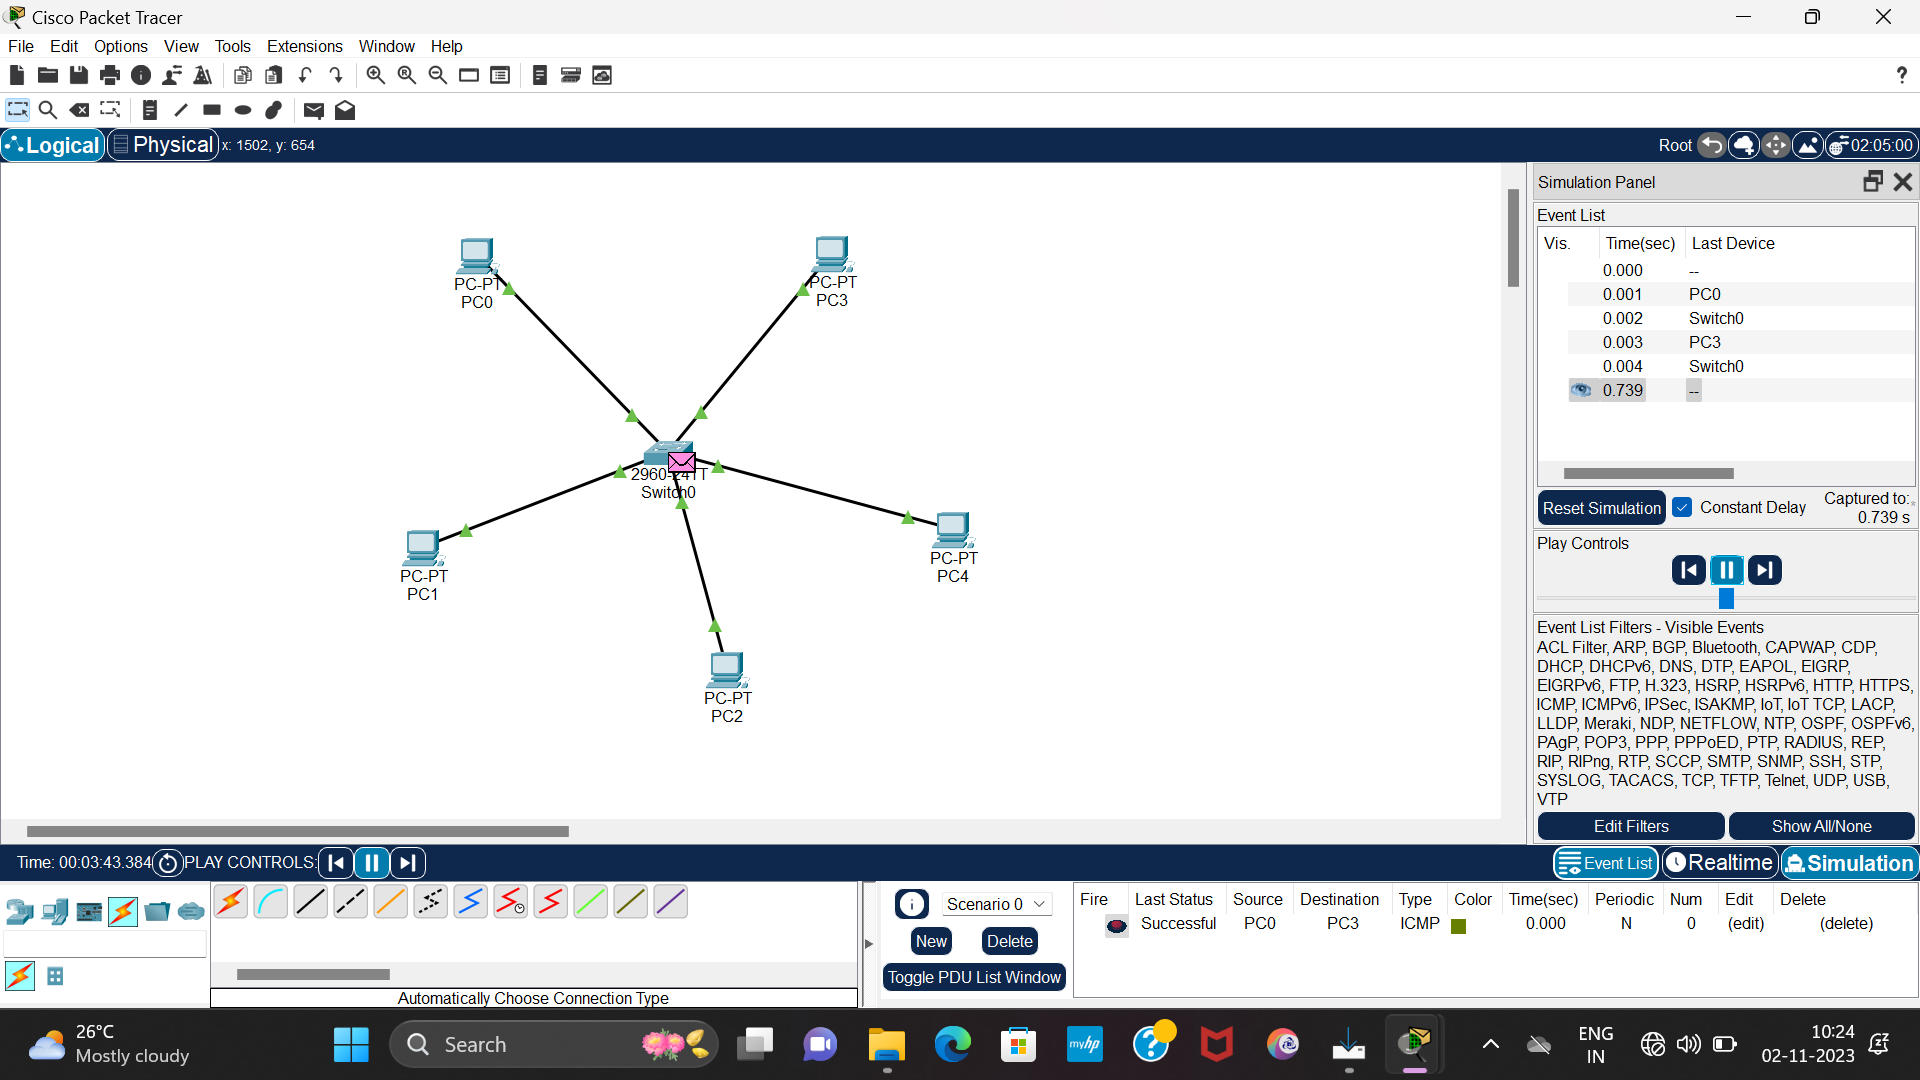 Cisco Packet Tracer
File Edit Options View Tools Extensions Window Help
?
Logical Physical x: 1502, y: 654 Root 02:05:00
PC-PT
PC0
PC-PT
PC3
2960-24TT
Switch0
PC-PT
PC1
PC-PT
PC4
PC-PT
PC2
Simulation Panel
Event List
Vis. Time(sec) Last Device
0.000 --
0.001 PC0
0.002 Switch0
0.003 PC3
0.004 Switch0
0.739 --
Reset Simulation Constant Delay Captured to:
0.739 s
Play Controls
Event List Filters - Visible Events
ACL Filter, ARP, BGP, Bluetooth, CAPWAP, CDP,
DHCP, DHCPv6, DNS, DTP, EAPOL, EIGRP,
EIGRPv6, FTP, H.323, HSRP, HSRPv6, HTTP, HTTPS,
ICMP, ICMPv6, IPSec, ISAKMP, IoT, IoT TCP, LACP,
LLDP, Meraki, NDP, NETFLOW, NTP, OSPF, OSPFv6,
PAgP, POP3, PPP, PPPoED, PTP, RADIUS, REP,
RIP, RIPng, RTP, SCCP, SMTP, SNMP, SSH, STP,
SYSLOG, TACACS, TCP, TFTP, Telnet, UDP, USB,
VTP
Edit Filters Show All/None
Time: 00:03:43.384 PLAY CONTROLS: Event List Realtime Simulation
Automatically Choose Connection Type
Scenario 0
New Delete
Toggle PDU List Window
Fire Last Status Source Destination Type Color Time(sec) Periodic Num Edit Delete
Successful PC0 PC3 ICMP 0.000 N 0 (edit) (delete)
26°C
Mostly cloudy
Search
myhp
ENG
IN
10:24
02-11-2023